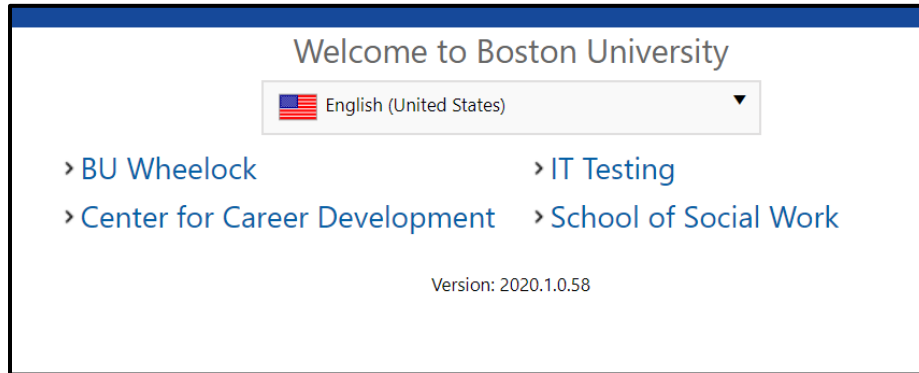 Welcome to Boston University
English (United States)
BU Wheelock
IT Testing
Center for Career Development
School of Social Work
Version: 2020.1.0.58